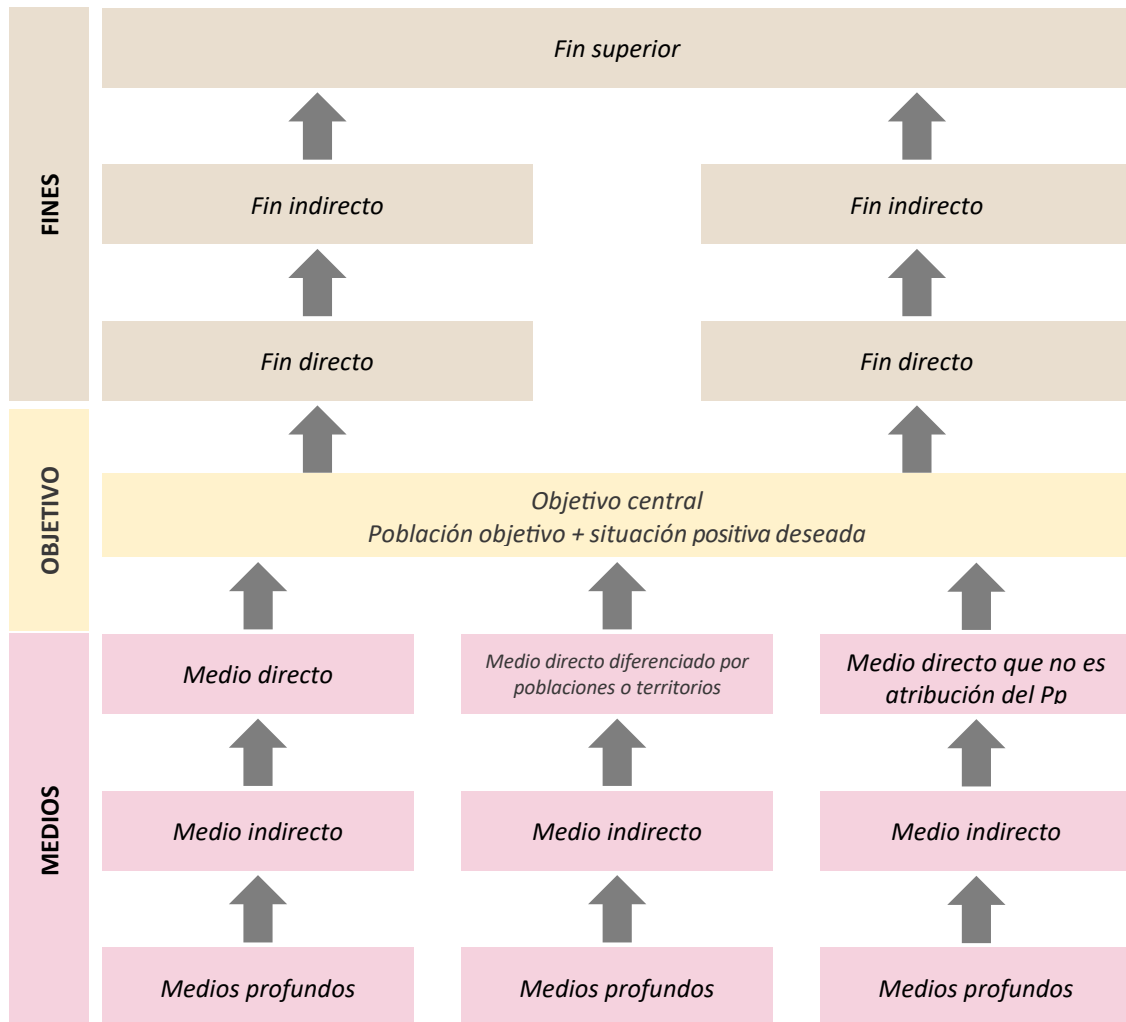 FINES
Fin superior
Fin indirecto
Fin indirecto
Fin directo
Fin directo
OBJETIVO
Objetivo central
Población objetivo + situación positiva deseada
MEDIOS
Medio directo
Medio directo diferenciado por
poblaciones o territorios
Medio directo que no es
atribución del Pp
Medio indirecto
Medio indirecto
Medio indirecto
Medios profundos
Medios profundos
Medios profundos